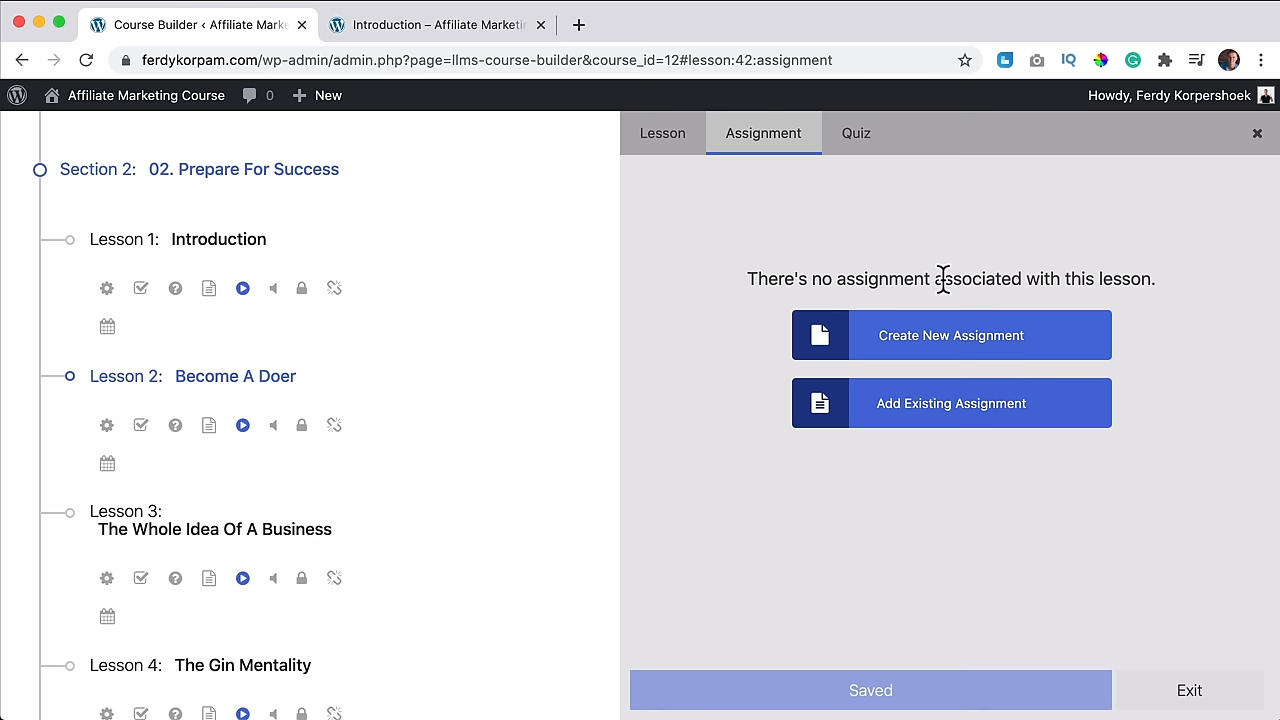 Course Builder ‹ Affiliate Marke
Introduction – Affiliate Marketin
ferdykorpam.com/wp-admin/admin.php?page=llms-course-builder&course_id=12#lesson:42:assignment
IQ
Affiliate Marketing Course
0
New
Howdy, Ferdy Korpershoek
Lesson
Assignment
Quiz
Section 2: 02. Prepare For Success
Lesson 1: Introduction
Lesson 2: Become A Doer
Lesson 3:
The Whole Idea Of A Business
Lesson 4: The Gin Mentality
There's no assignment associated with this lesson.
Create New Assignment
Add Existing Assignment
Saved
Exit